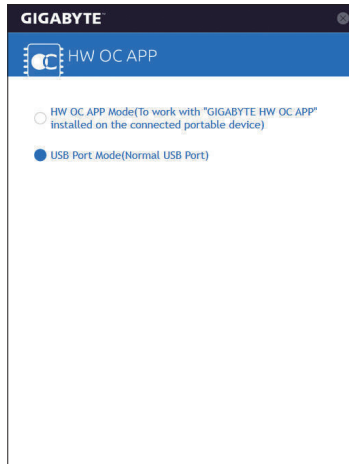 GIGABYTE™
HW OC APP
HW OC APP Mode(To work with "GIGABYTE HW OC APP"
installed on the connected portable device)
USB Port Mode(Normal USB Port)